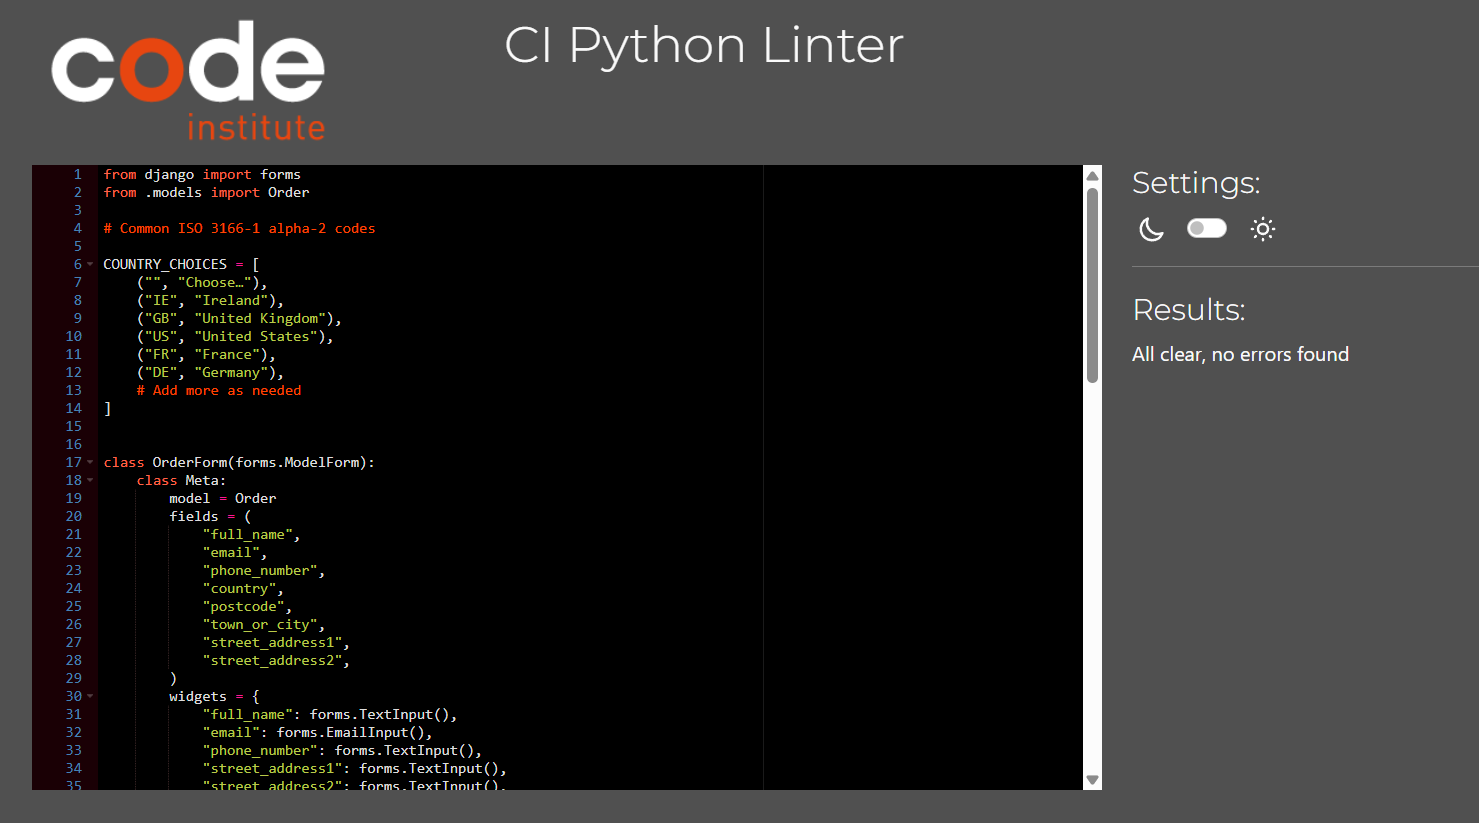 code
institute
CI Python Linter
1 from django import forms
2 from .models import Order
3
4 # Common ISO 3166-1 alpha-2 codes
5
6 COUNTRY_CHOICES = [
7 ("", "Choose…"),
8 ("IE", "Ireland"),
9 ("GB", "United Kingdom"),
10 ("US", "United States"),
11 ("FR", "France"),
12 ("DE", "Germany"),
13 # Add more as needed
14 ]
15
16
17 class OrderForm(forms.ModelForm):
18 class Meta:
19 model = Order
20 fields = (
21 "full_name",
22 "email",
23 "phone_number",
24 "country",
25 "postcode",
26 "town_or_city",
27 "street_address1",
28 "street_address2",
29 )
30 widgets = {
31 "full_name": forms.TextInput(),
32 "email": forms.EmailInput(),
33 "phone_number": forms.TextInput(),
34 "street_address1": forms.TextInput(),
35 "street_address2": forms.TextInput(),
Settings:
Results:
All clear, no errors found